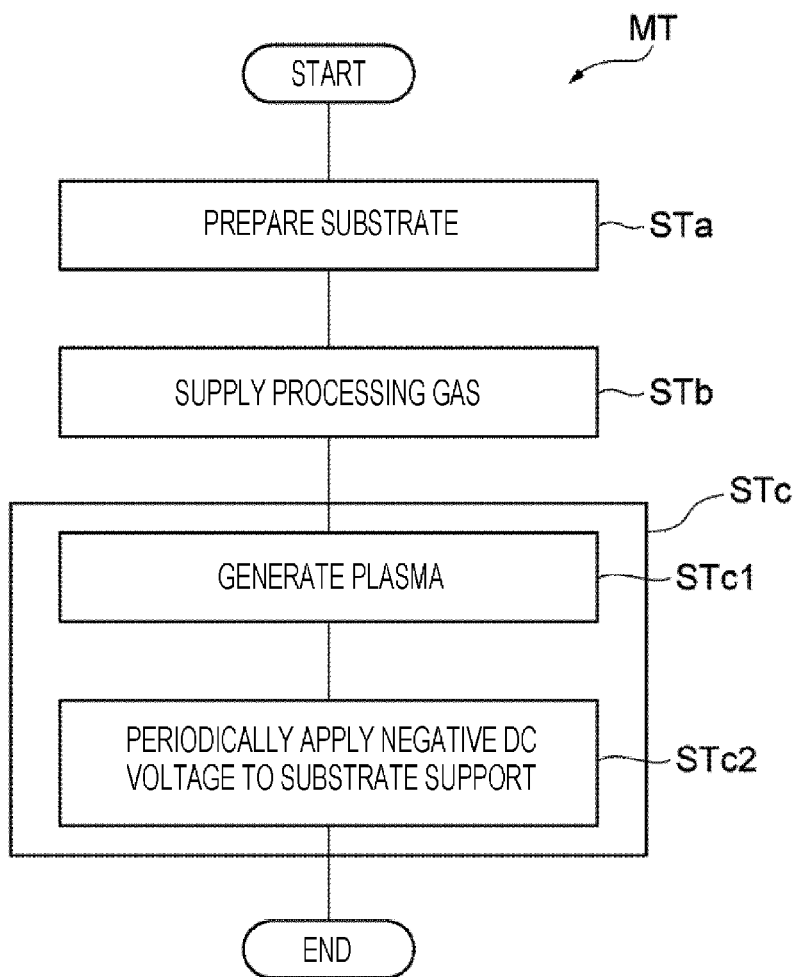 MT
START
PREPARE SUBSTRATE
STa
SUPPLY PROCESSING GAS
STb
STc
GENERATE PLASMA
STc1
PERIODICALLY APPLY NEGATIVE DC
VOLTAGE TO SUBSTRATE SUPPORT
STc2
END